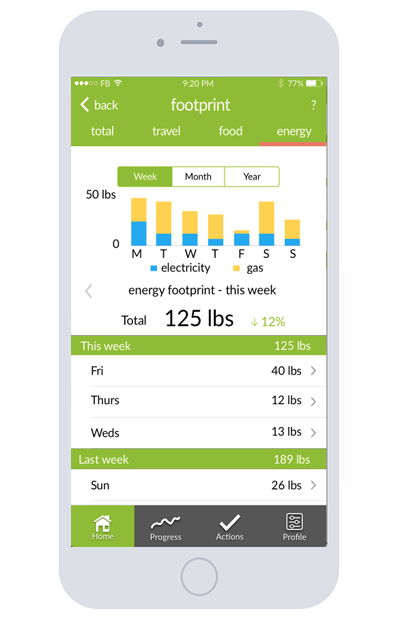 FB 9:20 PM 77%
back footprint ?
total travel food energy
Week Month Year
50 lbs
0
M T W T F S S
electricity gas
energy footprint - this week
Total 125 lbs ↓ 12%
This week 125 lbs
Fri 40 lbs
Thurs 12 lbs
Weds 13 lbs
Last week 189 lbs
Sun 26 lbs
Home Progress Actions Profile